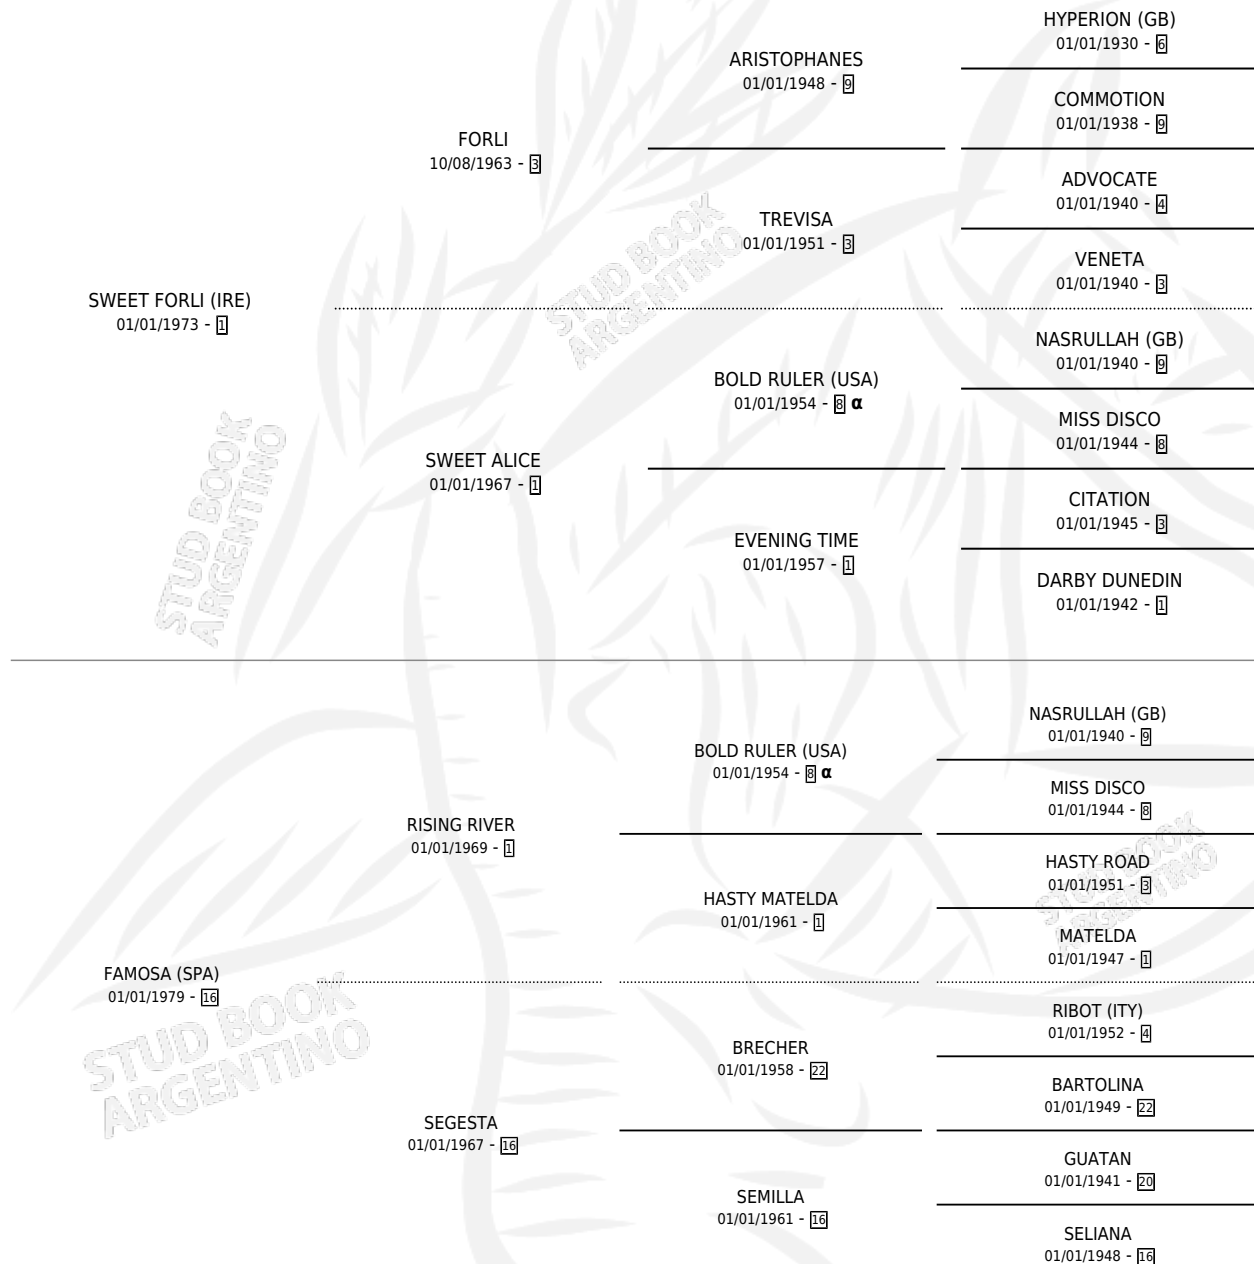 HYPERION (GB)
01/01/1930 - 6
ARISTOPHANES
01/01/1948 - 9
COMMOTION
01/01/1938 - 9
FORLI
10/08/1963 - 3
ADVOCATE
01/01/1940 - 4
TREVISA
01/01/1951 - 3
VENETA
01/01/1940 - 3
SWEET FORLI (IRE)
01/01/1973 - 1
NASRULLAH (GB)
01/01/1940 - 9
BOLD RULER (USA)
01/01/1954 - 8 α
MISS DISCO
01/01/1944 - 8
SWEET ALICE
01/01/1967 - 1
CITATION
01/01/1945 - 3
EVENING TIME
01/01/1957 - 1
DARBY DUNEDIN
01/01/1942 - 1
NASRULLAH (GB)
01/01/1940 - 9
BOLD RULER (USA)
01/01/1954 - 8 α
MISS DISCO
01/01/1944 - 8
RISING RIVER
01/01/1969 - 1
HASTY ROAD
01/01/1951 - 3
HASTY MATELDA
01/01/1961 - 1
MATELDA
01/01/1947 - 1
FAMOSA (SPA)
01/01/1979 - 16
RIBOT (ITY)
01/01/1952 - 4
BRECHER
01/01/1958 - 22
BARTOLINA
01/01/1949 - 22
SEGESTA
01/01/1967 - 16
GUATAN
01/01/1941 - 20
SEMILLA
01/01/1961 - 16
SELIANA
01/01/1948 - 16
STUD BOOK
ARGENTINO
STUD BOOK
ARGENTINO
STUD BOOK
ARGENTINO
STUD BOOK
ARGENTINO